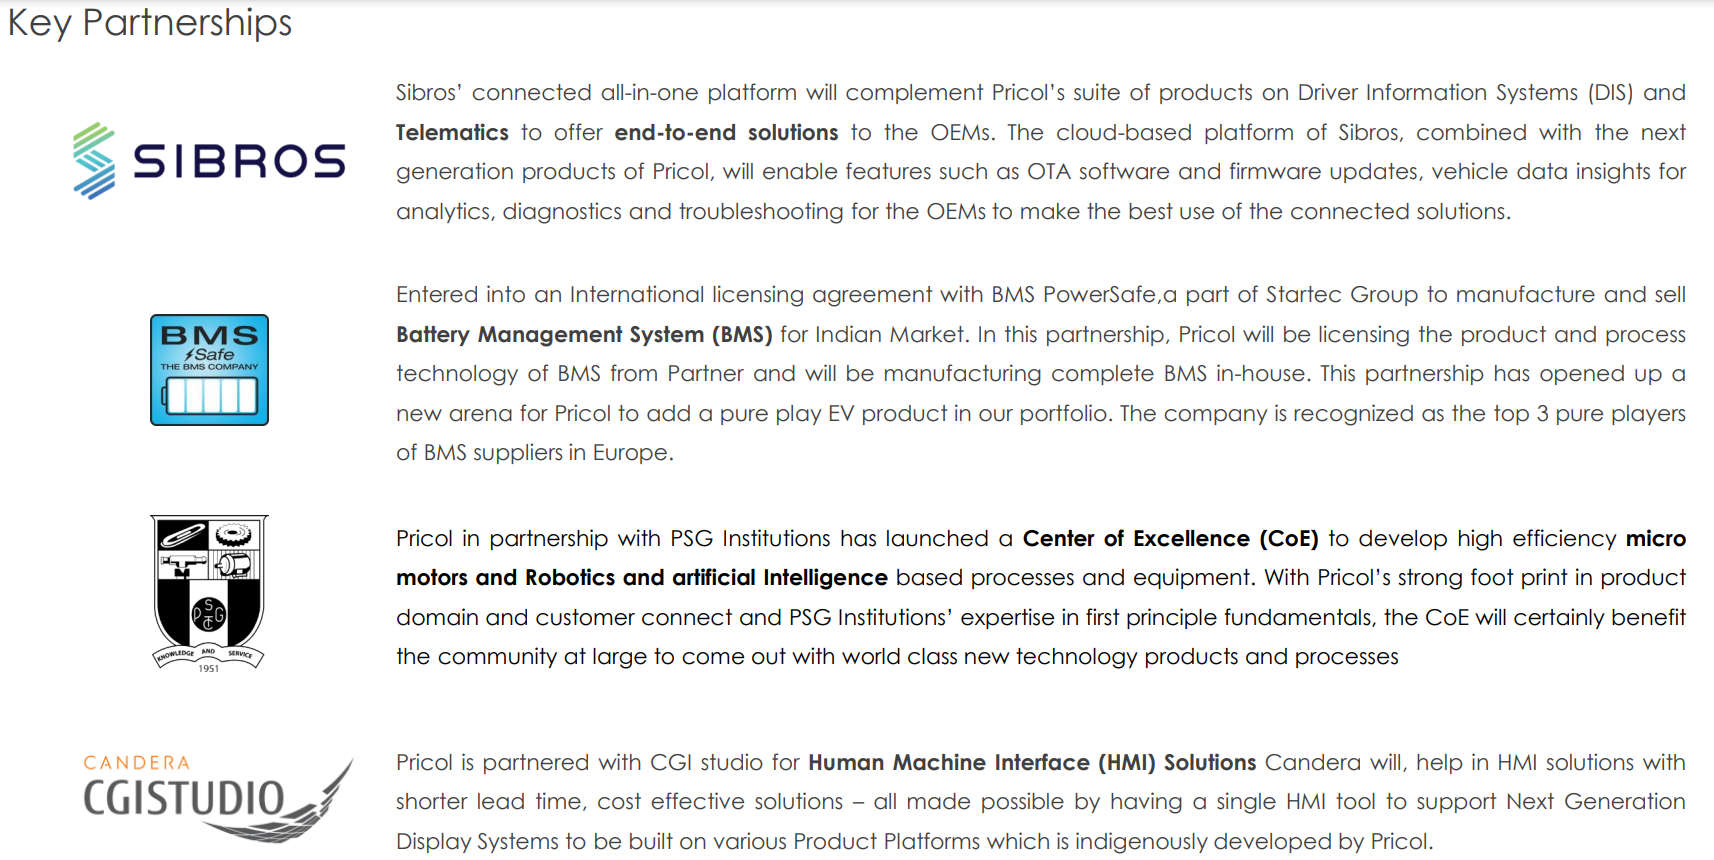 Key Partnerships
SIBROS
Sibros' connected all-in-one platform will complement Pricol's suite of products on Driver Information Systems (DIS) and
Telematics to offer end-to-end solutions to the OEMs. The cloud-based platform of Sibros, combined with the next
generation products of Pricol, will enable features such as OTA software and firmware updates, vehicle data insights for
analytics, diagnostics and troubleshooting for the OEMs to make the best use of the connected solutions.
BMS
Safe
THE BMS COMPANY
Entered into an International licensing agreement with BMS PowerSafe,a part of Startec Group to manufacture and sell
Battery Management System (BMS) for Indian Market. In this partnership, Pricol will be licensing the product and process
technology of BMS from Partner and will be manufacturing complete BMS in-house. This partnership has opened up a
new arena for Pricol to add a pure play EV product in our portfolio. The company is recognized as the top 3 pure players
of BMS suppliers in Europe.
PSG
TC
KNOWLEDGE AND SERVICE
1951
Pricol in partnership with PSG Institutions has launched a Center of Excellence (CoE) to develop high efficiency micro
motors and Robotics and artificial Intelligence based processes and equipment. With Pricol's strong foot print in product
domain and customer connect and PSG Institutions' expertise in first principle fundamentals, the CoE will certainly benefit
the community at large to come out with world class new technology products and processes
CANDERA
CGISTUDIO
Pricol is partnered with CGI studio for Human Machine Interface (HMI) Solutions Candera will, help in HMI solutions with
shorter lead time, cost effective solutions – all made possible by having a single HMI tool to support Next Generation
Display Systems to be built on various Product Platforms which is indigenously developed by Pricol.